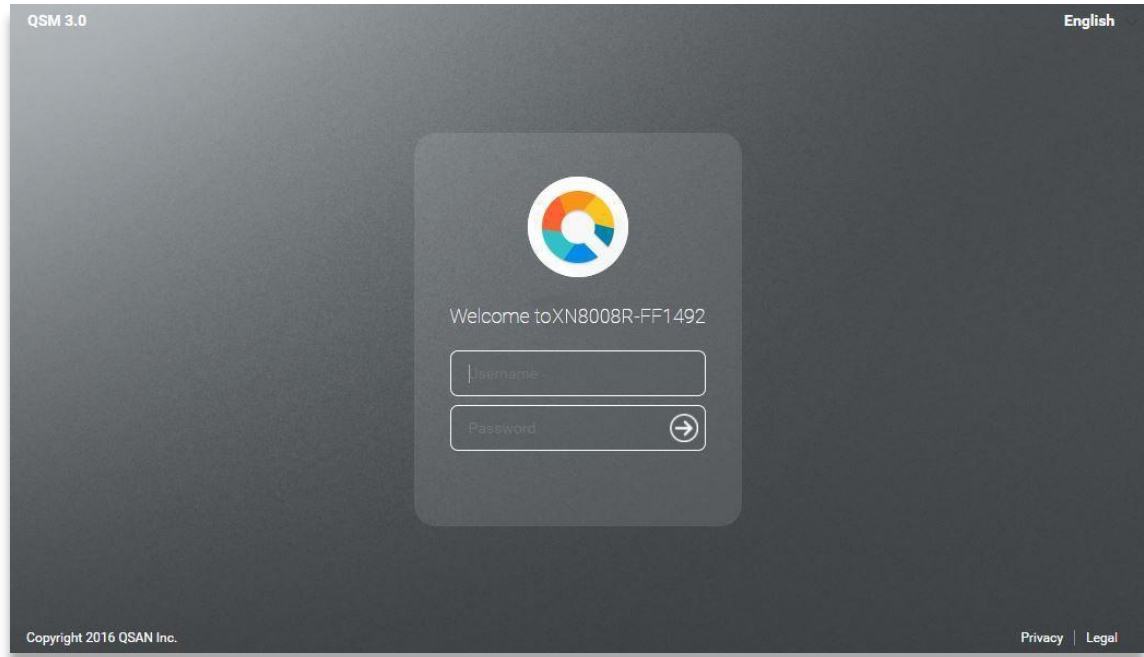 QSM 3.0
English
Welcome toXN8008R-FF1492
Username
Password
Copyright 2016 QSAN Inc.
Privacy | Legal